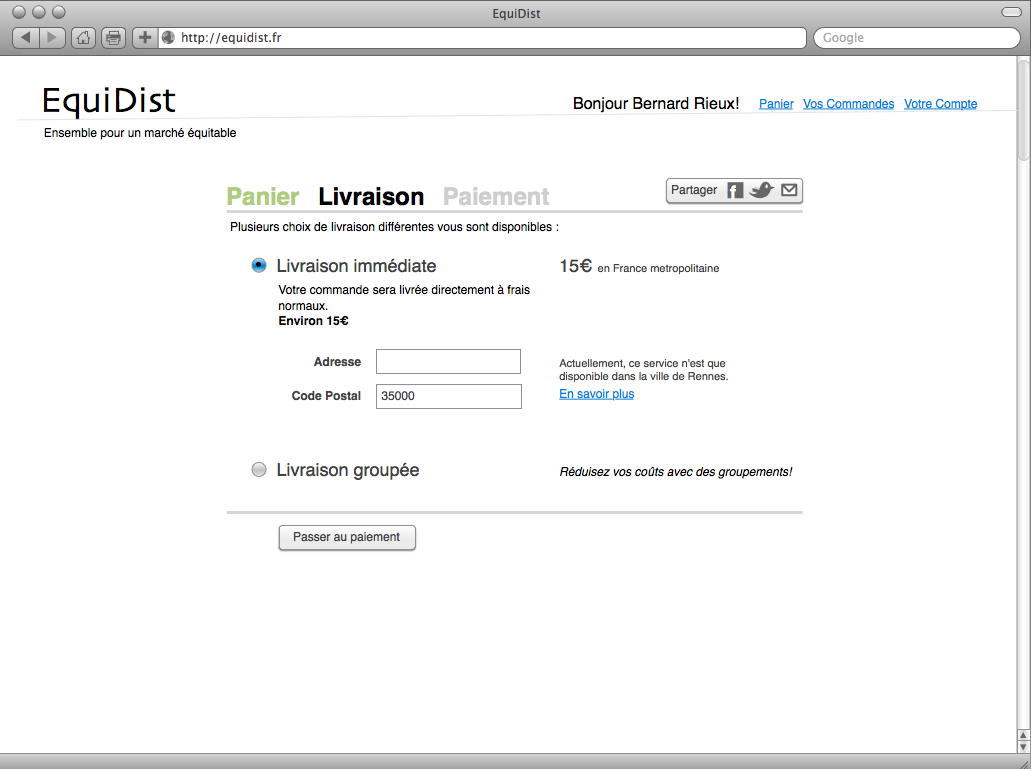 EquiDist
http://equidist.fr
Google
EquiDist
Bonjour Bernard Rieux! Panier Vos Commandes Votre Compte
Ensemble pour un marché équitable
Panier Livraison Paiement
Partager
Plusieurs choix de livraison différentes vous sont disponibles :
Livraison immédiate
15€ en France metropolitaine
Votre commande sera livrée directement à frais
normaux.
Environ 15€
Adresse
Code Postal 35000
Actuellement, ce service n'est que
disponible dans la ville de Rennes.
En savoir plus
Livraison groupée
Réduisez vos coûts avec des groupements!
Passer au paiement